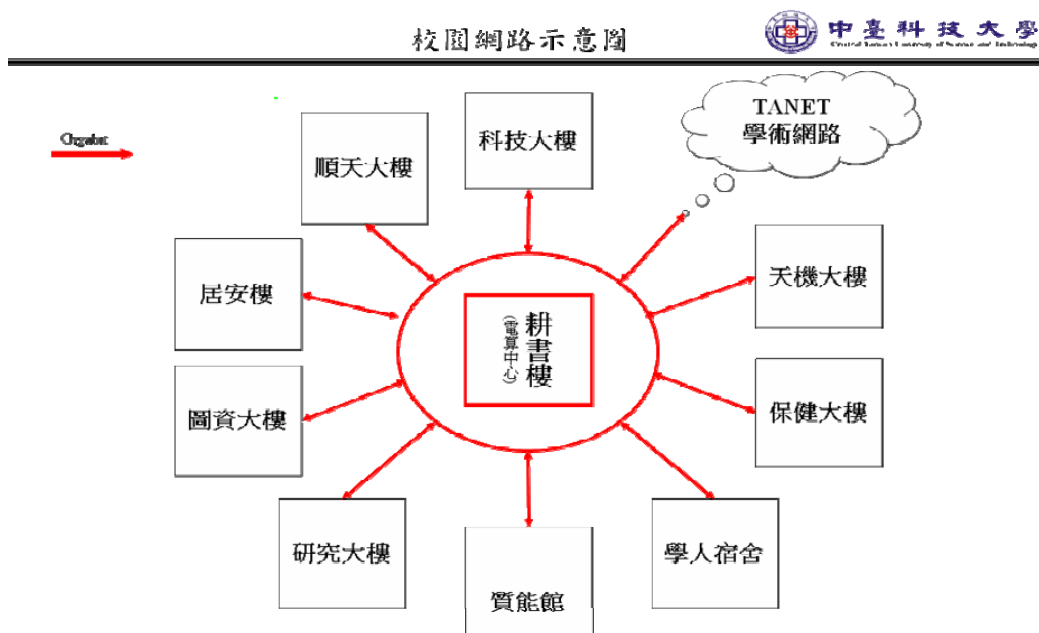 校園網路示意圖
中臺科技大學
TANET
學術網路
科技大樓
順天大樓
天機大樓
居安樓
耕書樓
(電算中心)
圖資大樓
保健大樓
研究大樓
質能館
學人宿舍